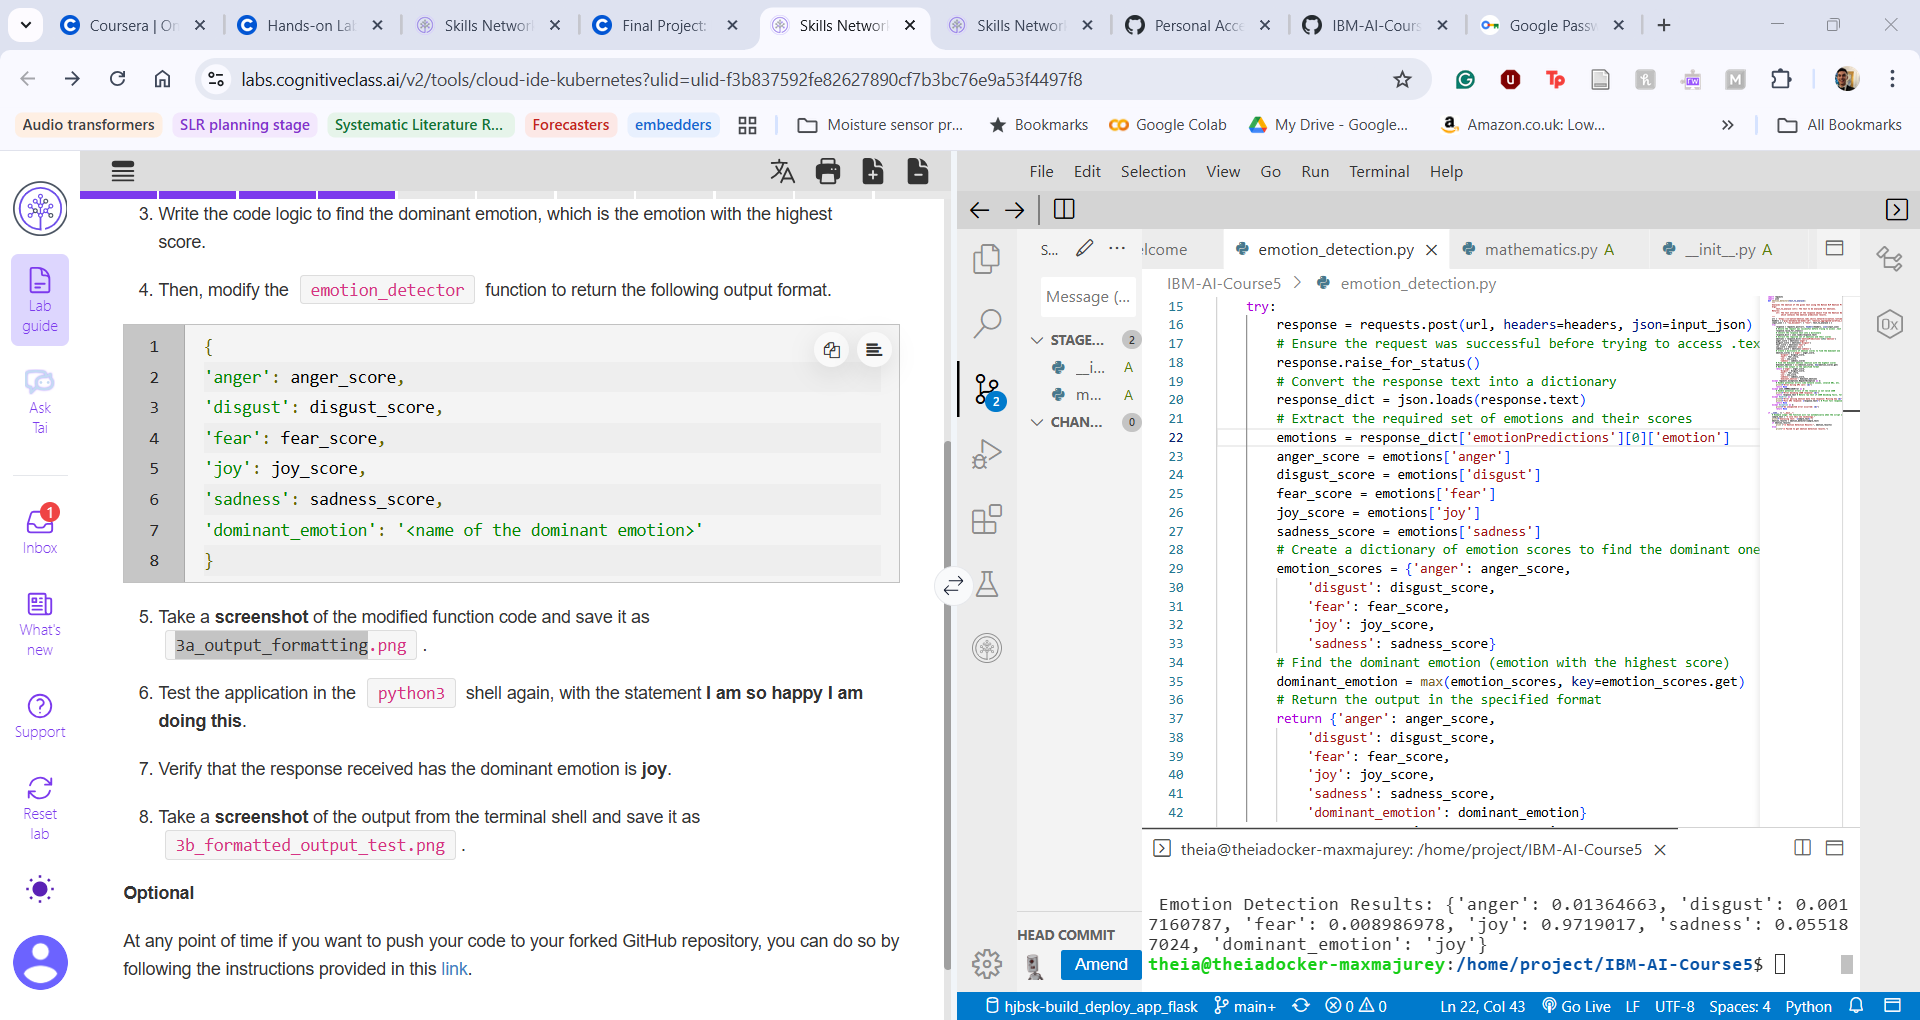 Coursera | On
Hands-on La
Skills Networ
Final Project:
Skills Networ
Skills Networ
Personal Acce
IBM-AI-Cours
Google Passw
labs.cognitiveclass.ai/v2/tools/cloud-ide-kubernetes?ulid=ulid-f3b837592fe82627890cf7b3bc76e9a53f4497f8
Audio transformers
SLR planning stage
Systematic Literature R...
Forecasters
embedders
Moisture sensor pr...
Bookmarks
Google Colab
My Drive - Google...
Amazon.co.uk: Low...
»
All Bookmarks
Lab
guide
Ask
Tai
1
Inbox
What's
new
Support
Reset
lab
3. Write the code logic to find the dominant emotion, which is the emotion with the highest
score.
4. Then, modify the emotion_detector function to return the following output format.
1 {
2 'anger': anger_score,
3 'disgust': disgust_score,
4 'fear': fear_score,
5 'joy': joy_score,
6 'sadness': sadness_score,
7 'dominant_emotion': '<name of the dominant emotion>'
8 }
5. Take a screenshot of the modified function code and save it as
3a_output_formatting.png .
6. Test the application in the python3 shell again, with the statement I am so happy I am
doing this.
7. Verify that the response received has the dominant emotion is joy.
8. Take a screenshot of the output from the terminal shell and save it as
3b_formatted_output_test.png .
Optional
At any point of time if you want to push your code to your forked GitHub repository, you can do so by
following the instructions provided in this link.
File Edit Selection View Go Run Terminal Help
S...
lcome
emotion_detection.py
mathematics.py A
__init__.py A
2
Message (...
STAGE... 2
__i... A
m... A
CHAN... 0
HEAD COMMIT
Amend
IBM-AI-Course5 > emotion_detection.py
15 try:
16 response = requests.post(url, headers=headers, json=input_json)
17 # Ensure the request was successful before trying to access .tex
18 response.raise_for_status()
19 # Convert the response text into a dictionary
20 response_dict = json.loads(response.text)
21 # Extract the required set of emotions and their scores
22 emotions = response_dict['emotionPredictions'][0]['emotion']
23 anger_score = emotions['anger']
24 disgust_score = emotions['disgust']
25 fear_score = emotions['fear']
26 joy_score = emotions['joy']
27 sadness_score = emotions['sadness']
28 # Create a dictionary of emotion scores to find the dominant one
29 emotion_scores = {'anger': anger_score,
30 'disgust': disgust_score,
31 'fear': fear_score,
32 'joy': joy_score,
33 'sadness': sadness_score}
34 # Find the dominant emotion (emotion with the highest score)
35 dominant_emotion = max(emotion_scores, key=emotion_scores.get)
36 # Return the output in the specified format
37 return {'anger': anger_score,
38 'disgust': disgust_score,
39 'fear': fear_score,
40 'joy': joy_score,
41 'sadness': sadness_score,
42 'dominant_emotion': dominant_emotion}
theia@theiadocker-maxmajurey: /home/project/IBM-AI-Course5
Emotion Detection Results: {'anger': 0.01364663, 'disgust': 0.001
7160787, 'fear': 0.008986978, 'joy': 0.9719017, 'sadness': 0.05518
7024, 'dominant_emotion': 'joy'}
theia@theiadocker-maxmajurey:/home/project/IBM-AI-Course5$
hjbsk-build_deploy_app_flask
main+
0
0
Ln 22, Col 43
Go Live
LF
UTF-8
Spaces: 4
Python